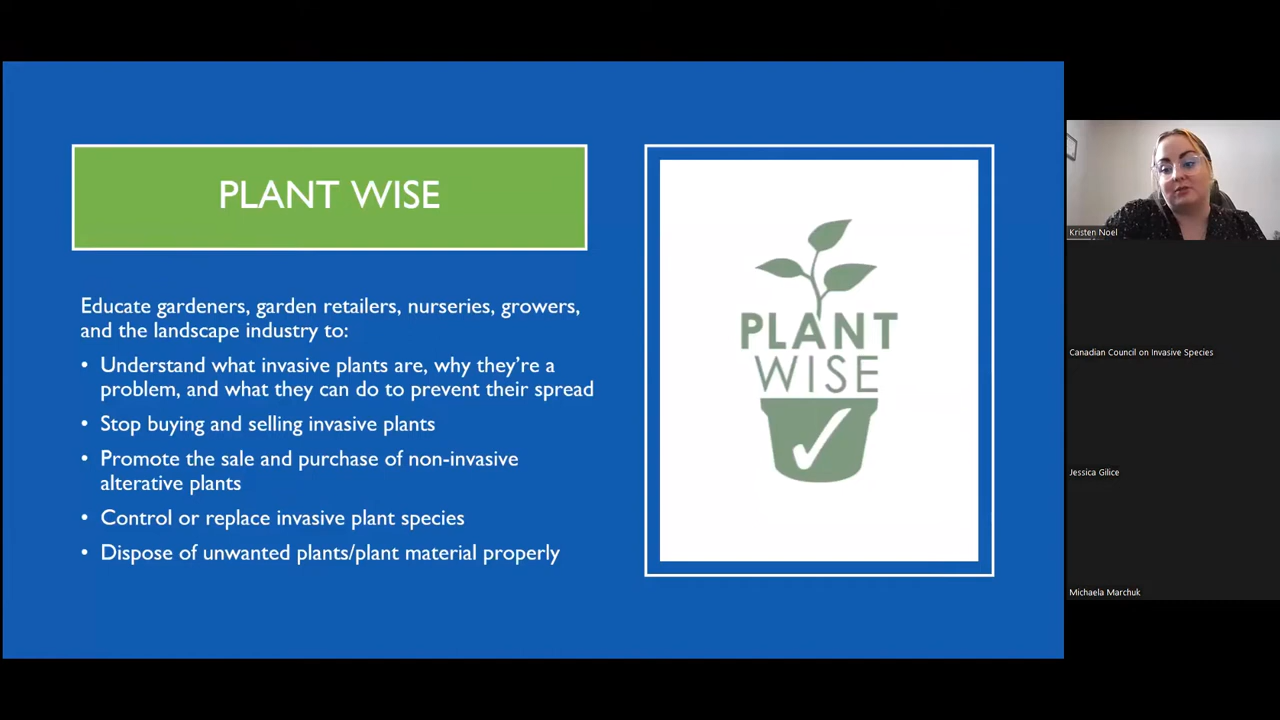 PLANT WISE
Educate gardeners, garden retailers, nurseries, growers,
and the landscape industry to:
• Understand what invasive plants are, why they're a
problem, and what they can do to prevent their spread
• Stop buying and selling invasive plants
• Promote the sale and purchase of non-invasive
alterative plants
• Control or replace invasive plant species
• Dispose of unwanted plants/plant material properly
PLANT
WISE
Kristen Noel
Canadian Council on Invasive Species
Jessica Gilice
Michaela Marchuk